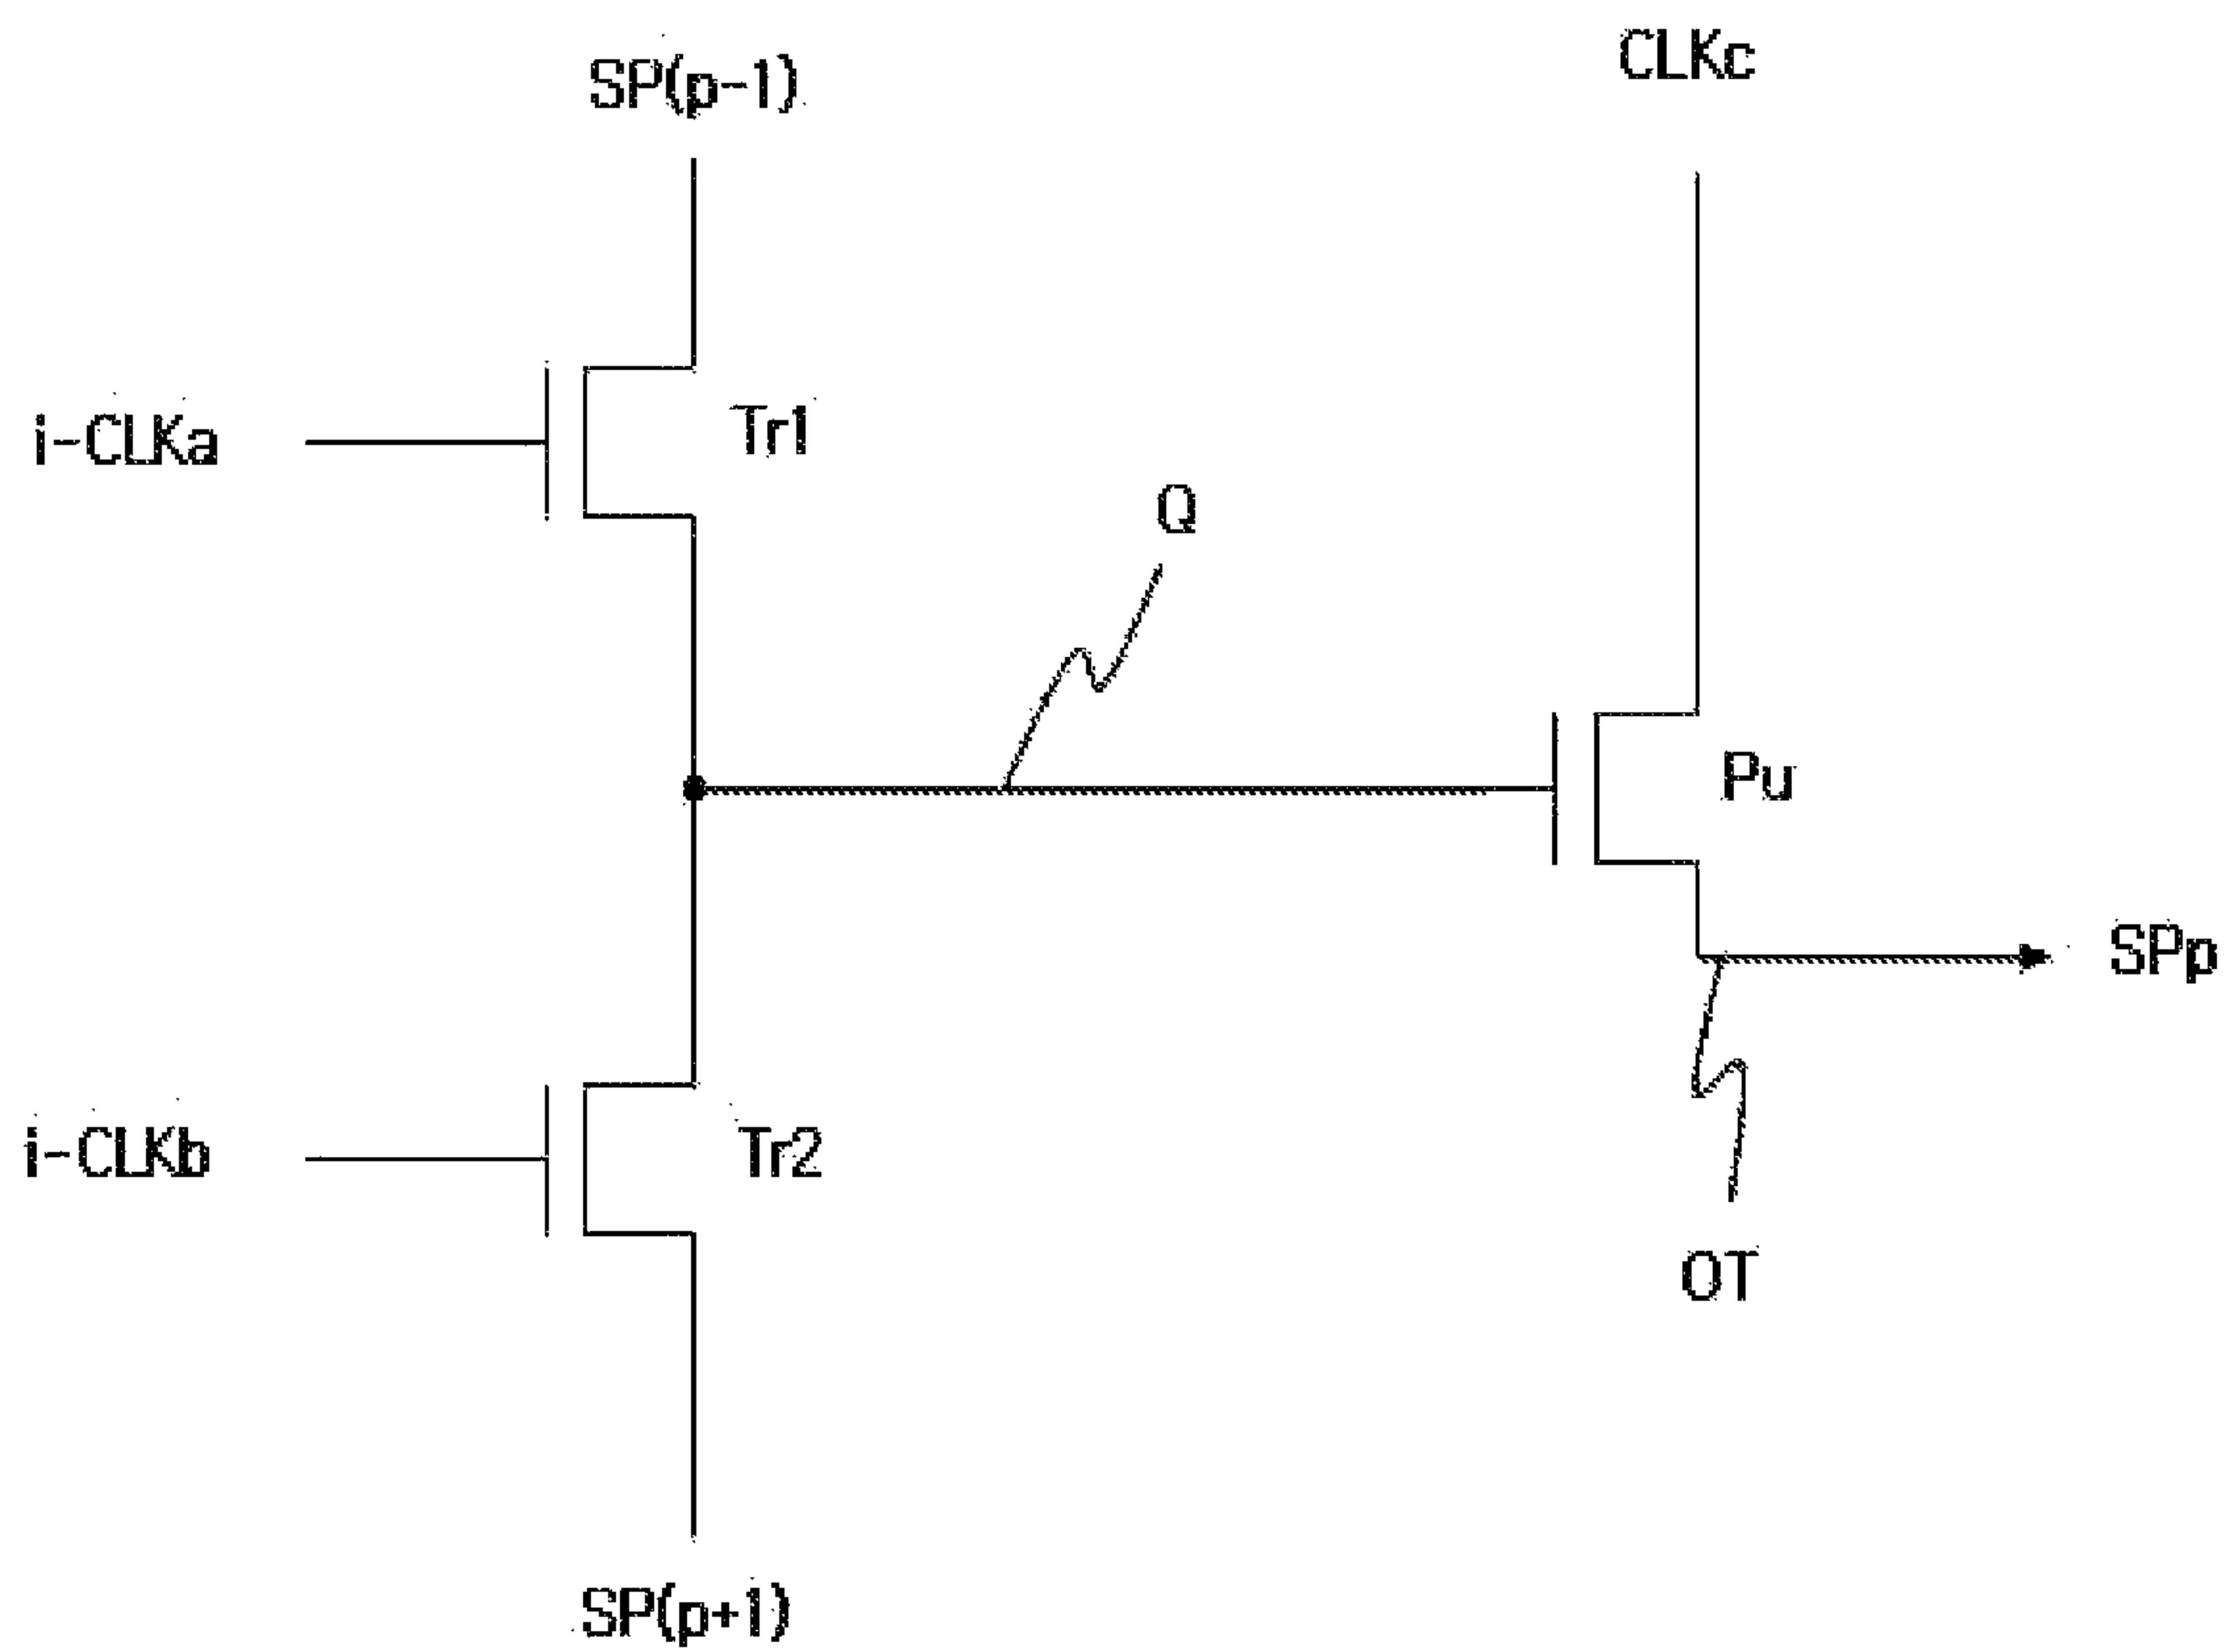 SP(p-1)
CLKc
i-CLKa
Tr1
Q
Pu
SPp
i-CLKb
Tr2
OT
SP(p+1)